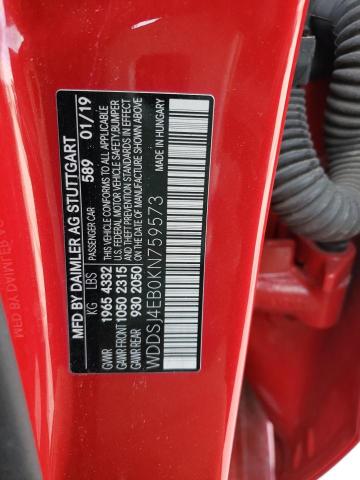 MFD BY DAIMLER AG STUTTGART
PASSENGER CAR 589 01/19
KG LBS
GVWR 1965 4332
GAWR FRONT 1050 2315
GAWR REAR 930 2050
THIS VEHICLE CONFORMS TO ALL APPLICABLE
U.S. FEDERAL MOTOR VEHICLE SAFETY, BUMPER
AND THEFT PREVENTION STANDARDS IN EFFECT
ON THE DATE OF MANUFACTURE SHOWN ABOVE
MADE IN HUNGARY
WDDSJ4EB0KN759573